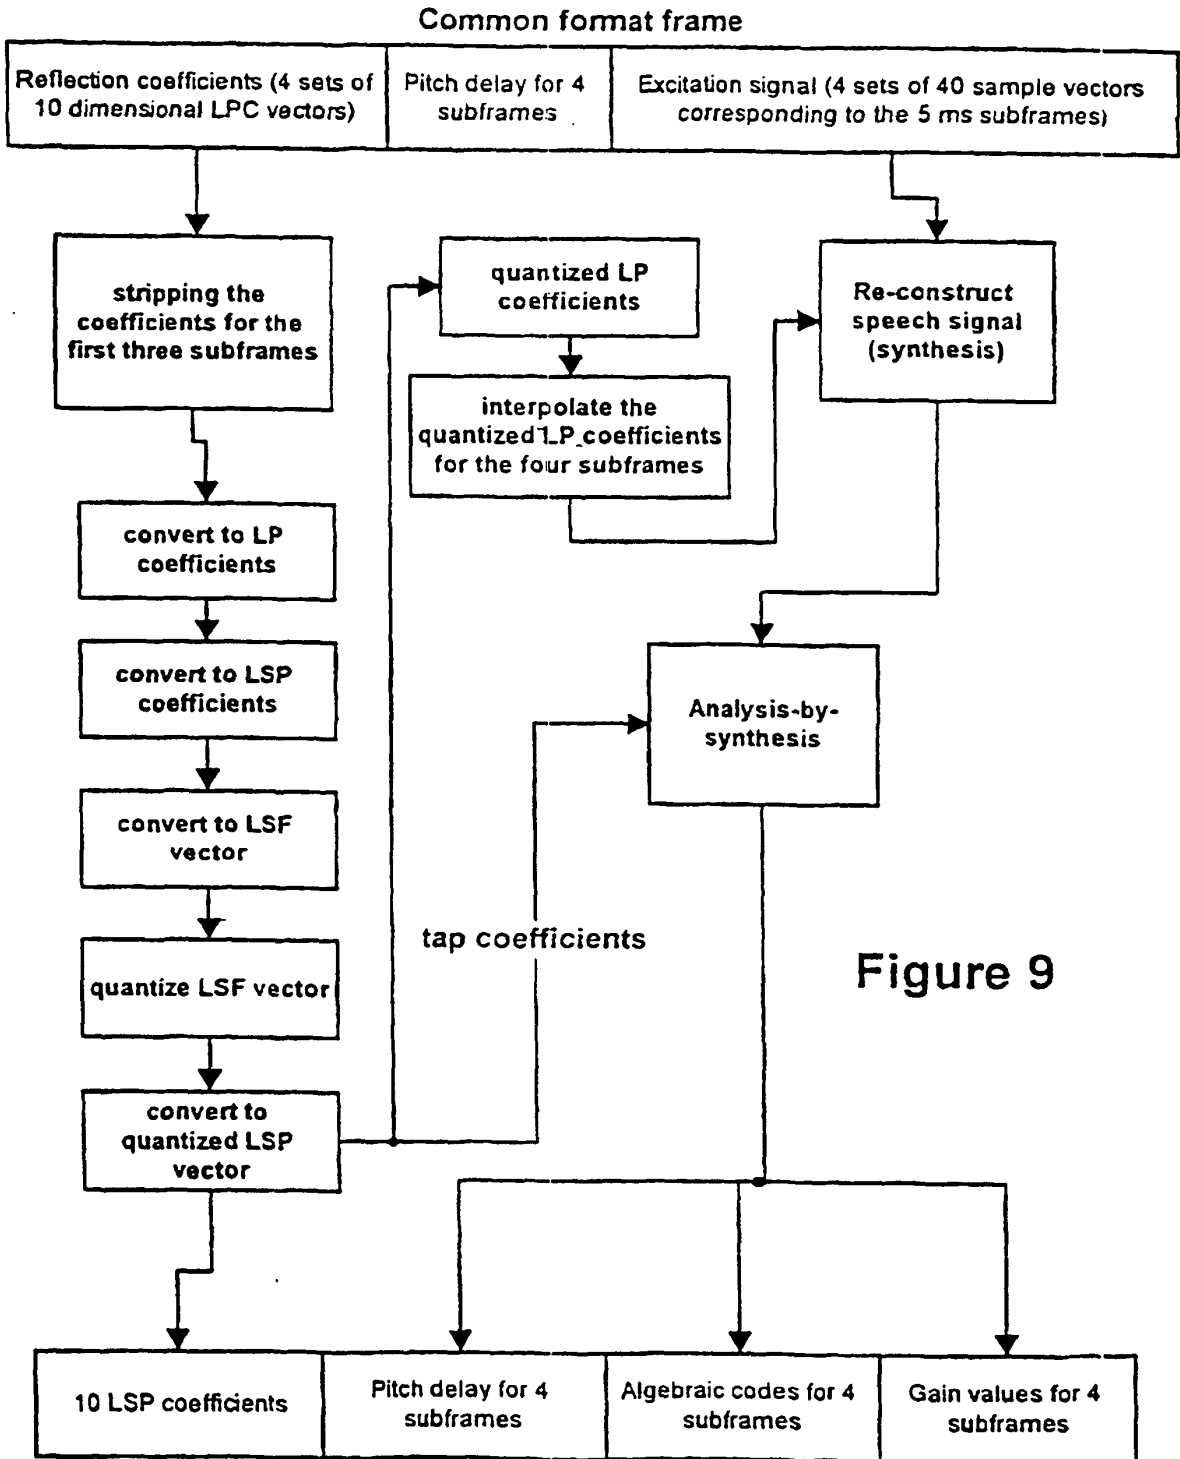 Common format frame
Reflection coefficients (4 sets of
10 dimensional LPC vectors)
Pitch delay for 4
subframes
Excitation signal (4 sets of 40 sample vectors
corresponding to the 5 ms subframes)
stripping the
coefficients for the
first three subframes
quantized LP
coefficients
Re-construct
speech signal
(synthesis)
interpolate the
quantized LP coefficients
for the four subframes
convert to LP
coefficients
convert to LSP
coefficients
Analysis-by-
synthesis
convert to LSF
vector
tap coefficients
Figure 9
quantize LSF vector
convert to
quantized LSP
vector
10 LSP coefficients
Pitch delay for 4
subframes
Algebraic codes for 4
subframes
Gain values for 4
subframes